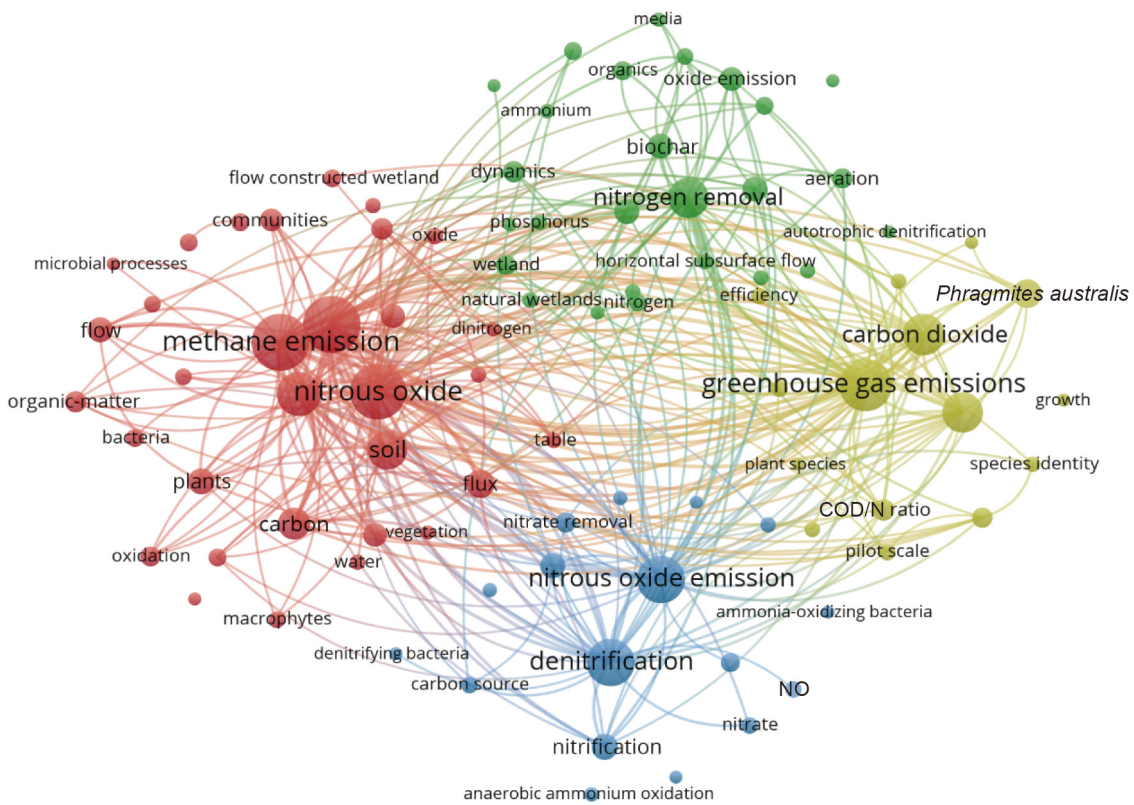 media
organics
oxide emission
ammonium
biochar
dynamics
aeration
flow constructed wetland
nitrogen removal
communities
phosphorus
oxide
autotrophic denitrification
microbial processes
wetland
horizontal subsurface flow
natural wetlands
nitrogen
efficiency
Phragmites australis
flow
dinitrogen
methane emission
carbon dioxide
nitrous oxide
greenhouse gas emissions
organic-matter
growth
bacteria
table
soil
plant species
species identity
plants
flux
COD/N ratio
carbon
nitrate removal
vegetation
oxidation
water
pilot scale
nitrous oxide emission
macrophytes
ammonia-oxidizing bacteria
denitrifying bacteria
denitrification
carbon source
NO
nitrate
nitrification
anaerobic ammonium oxidation